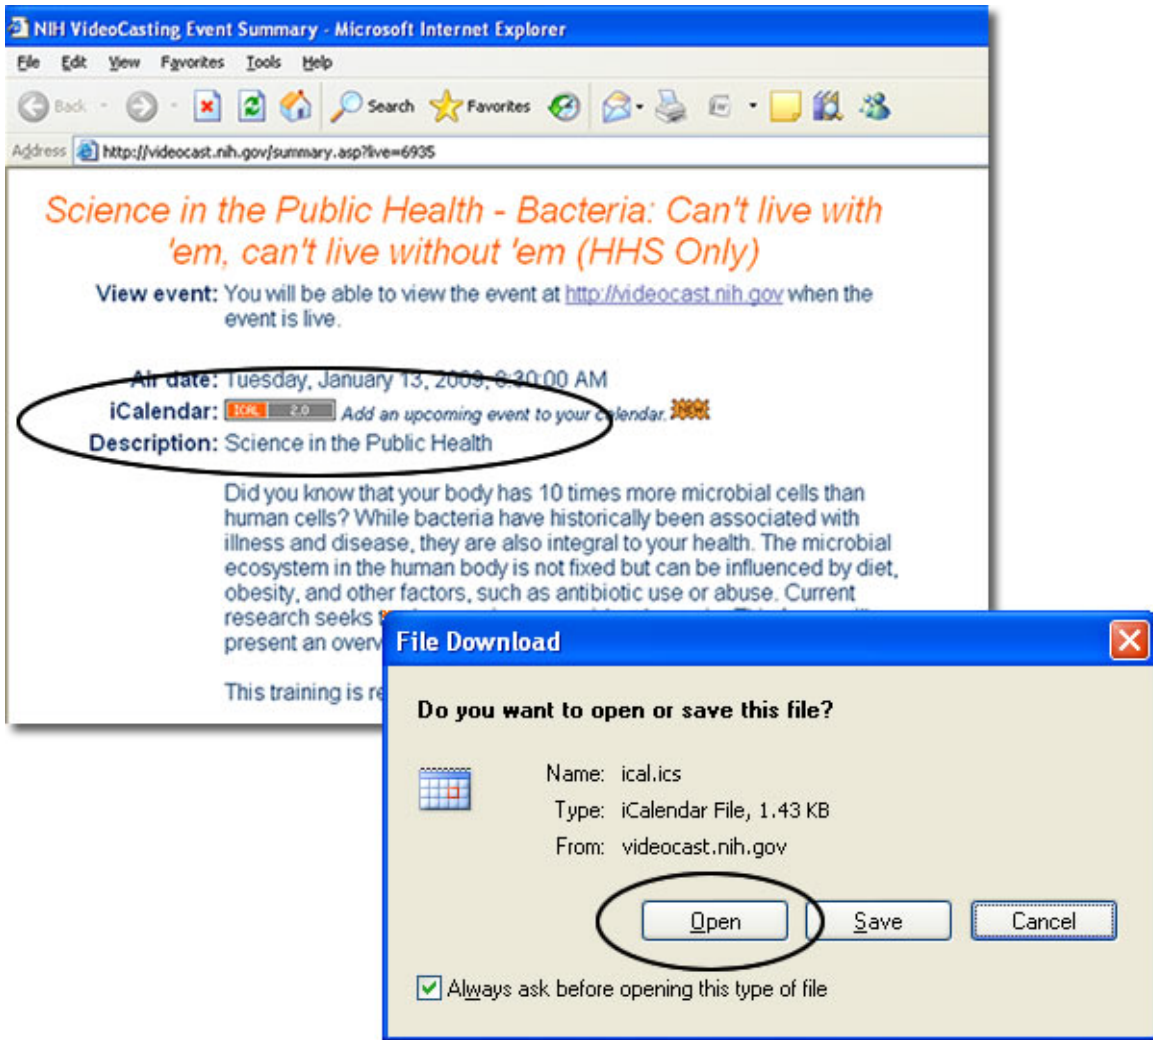 NIH VideoCasting Event Summary - Microsoft Internet Explorer
File Edit View Favorites Tools Help
Back Search Favorites
Address http://videocast.nih.gov/summary.asp?live=6935
Science in the Public Health - Bacteria: Can't live with
'em, can't live without 'em (HHS Only)
View event: You will be able to view the event at http://videocast.nih.gov when the
event is live.
Air date: Tuesday, January 13, 2009, 8:30:00 AM
iCalendar: ICAL 2.0 Add an upcoming event to your calendar. NEW
Description: Science in the Public Health
Did you know that your body has 10 times more microbial cells than
human cells? While bacteria have historically been associated with
illness and disease, they are also integral to your health. The microbial
ecosystem in the human body is not fixed but can be influenced by diet,
obesity, and other factors, such as antibiotic use or abuse. Current
research seeks
present an
This training is
File Download
Do you want to open or save this file?
Name: ical.ics
Type: iCalendar File, 1.43 KB
From: videocast.nih.gov
Open Save Cancel
Always ask before opening this type of file